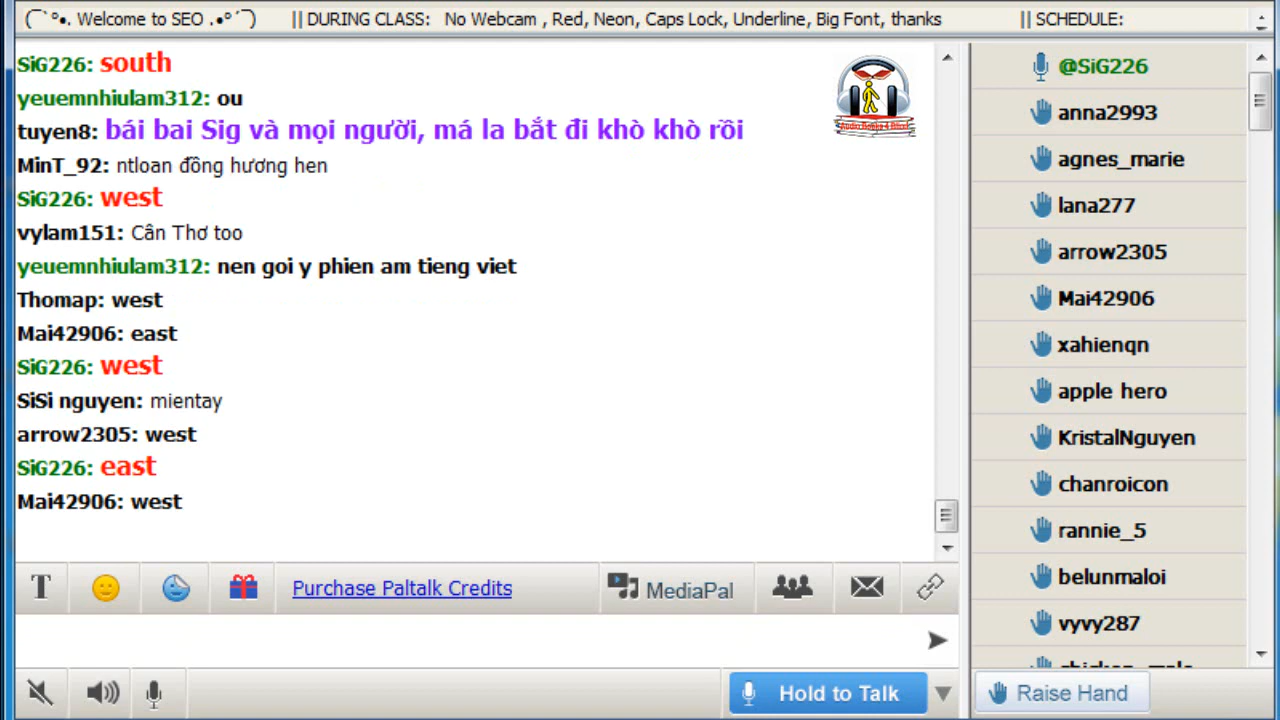 (¯`°•. Welcome to SEO .•°´¯) || DURING CLASS: No Webcam , Red, Neon, Caps Lock, Underline, Big Font, thanks || SCHEDULE:
SiG226: south
yeuemnhiulam312: ou
tuyen8: bái bai Sig và mọi người, má la bắt đi khò khò rồi
MinT_92: ntloan đồng hương hen
SiG226: west
vylam151: Cần Thơ too
yeuemnhiulam312: nen goi y phien am tieng viet
Thomap: west
Mai42906: east
SiG226: west
SiSi nguyen: mientay
arrow2305: west
SiG226: east
Mai42906: west
@SiG226
anna2993
agnes_marie
lana277
arrow2305
Mai42906
xahienqn
apple hero
KristalNguyen
chanroicon
rannie_5
belunmaloi
vyvy287
T
Purchase Paltalk Credits
MediaPal
Hold to Talk
Raise Hand